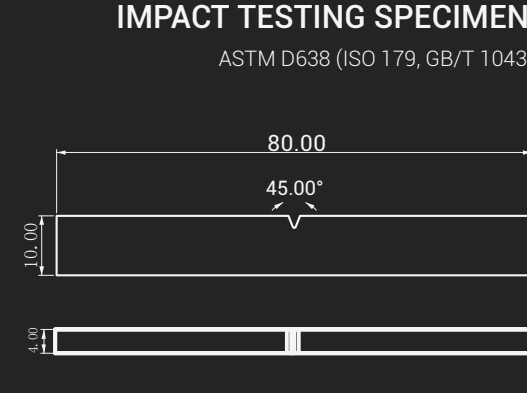 IMPACT TESTING SPECIMEN
ASTM D638 (ISO 179, GB/T 1043
80.00
45.00°
10.00
4.00